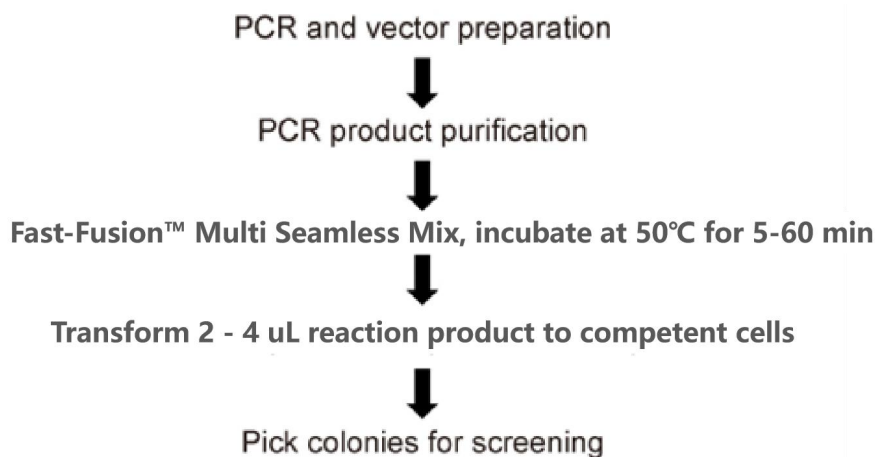 PCR and vector preparation
PCR product purification
Fast-Fusion™ Multi Seamless Mix, incubate at 50℃ for 5-60 min
Transform 2 - 4 uL reaction product to competent cells
Pick colonies for screening